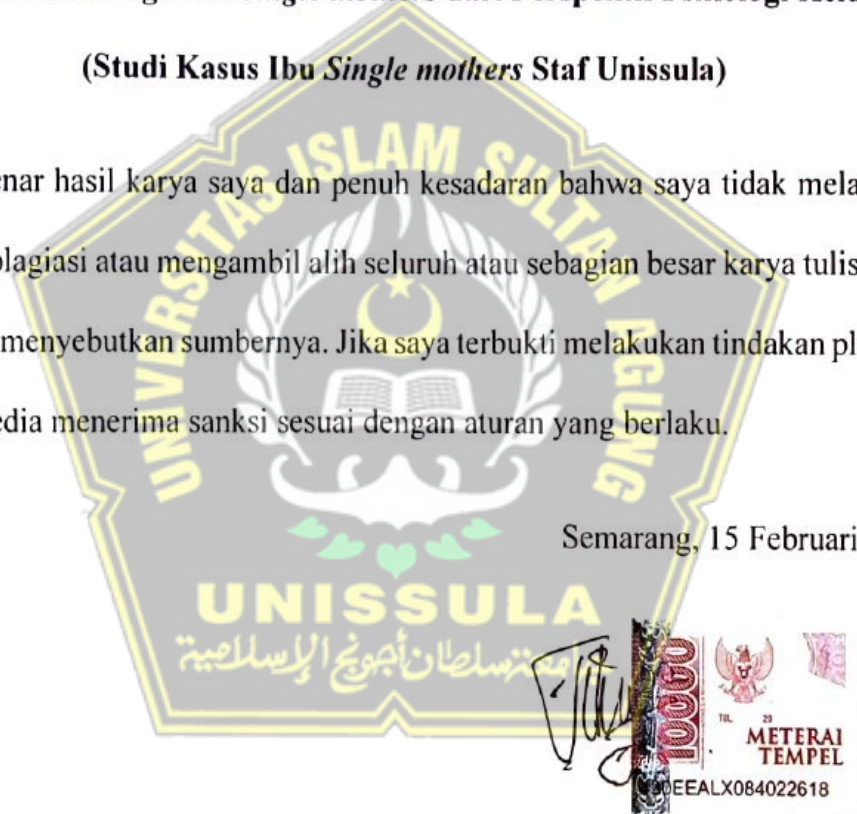 (Studi Kasus Ibu Single mothers Staf Unissula)
enar hasil karya saya dan penuh kesadaran bahwa saya tidak mela
plagiasi atau mengambil alih seluruh atau sebagian besar karya tulis
menyebutkan sumbernya. Jika saya terbukti melakukan tindakan pl
edia menerima sanksi sesuai dengan aturan yang berlaku.
Semarang, 15 Februari
UNIVERSITAS ISLAM SULTAN AGUNG
UNISSULA
جامعة سلطان أجونج الإسلامية
10000
TGL. 20
METERAI
TEMPEL
EEALX084022618